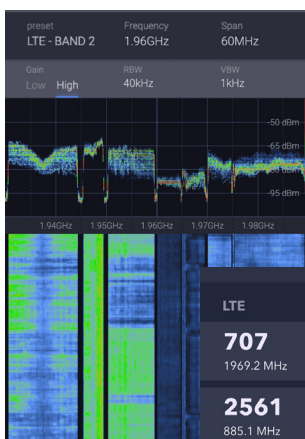 preset
Frequency
Span
LTE - BAND 2
1.96GHz
60MHz
Gain
RBW
VBW
Low
High
40kHz
1kHz
-50 dBm
-65 dBm
-95 dBm
1.94GHz
1.95GHz
1.96GHz
1.97GHz
1.98GHz
LTE
707
1969.2 MHz
2561
885.1 MHz